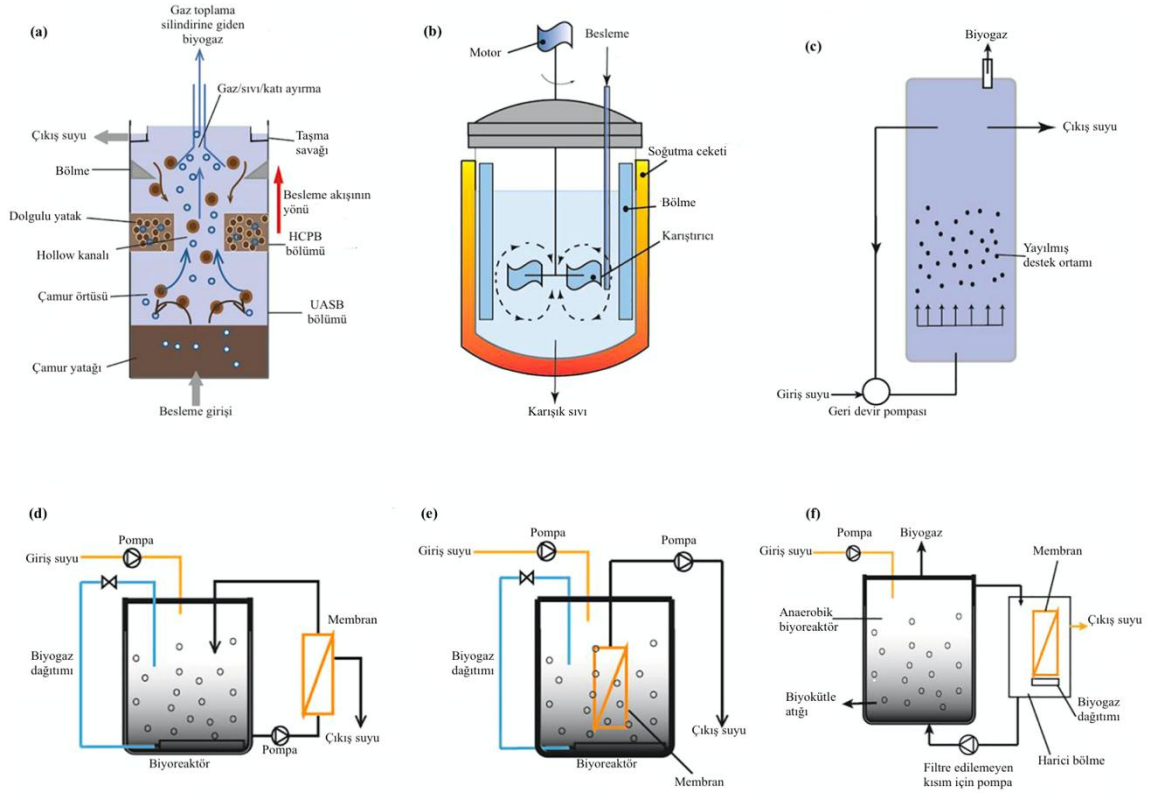 (a)
Gaz toplama
silindirine giden
biyogaz
Gaz/sıvı/katı ayırma
Çıkış suyu
Taşma
savağı
Bölme
Besleme akışının
yönü
Dolgulu yatak
HCPB
bölümü
Hollow kanalı
Çamur örtüsü
UASB
bölümü
Çamur yatağı
Besleme girişi
(b)
Motor
Besleme
Soğutma ceketi
Bölme
Karıştırıcı
Karışık sıvı
(c)
Biyogaz
Çıkış suyu
Yayılmış
destek ortamı
Giriş suyu
Geri devir pompası
(d)
Pompa
Giriş suyu
Membran
Biyogaz
dağıtımı
Pompa
Çıkış suyu
Biyoreaktör
(e)
Pompa
Pompa
Giriş suyu
Biyogaz
dağıtımı
Çıkış suyu
Biyoreaktör
Membran
(f)
Pompa
Biyogaz
Giriş suyu
Membran
Anaerobik
biyoreaktör
Çıkış suyu
Biyokütle
atığı
Biyogaz
dağıtımı
Harici bölme
Filtre edilemeyen
kısım için pompa